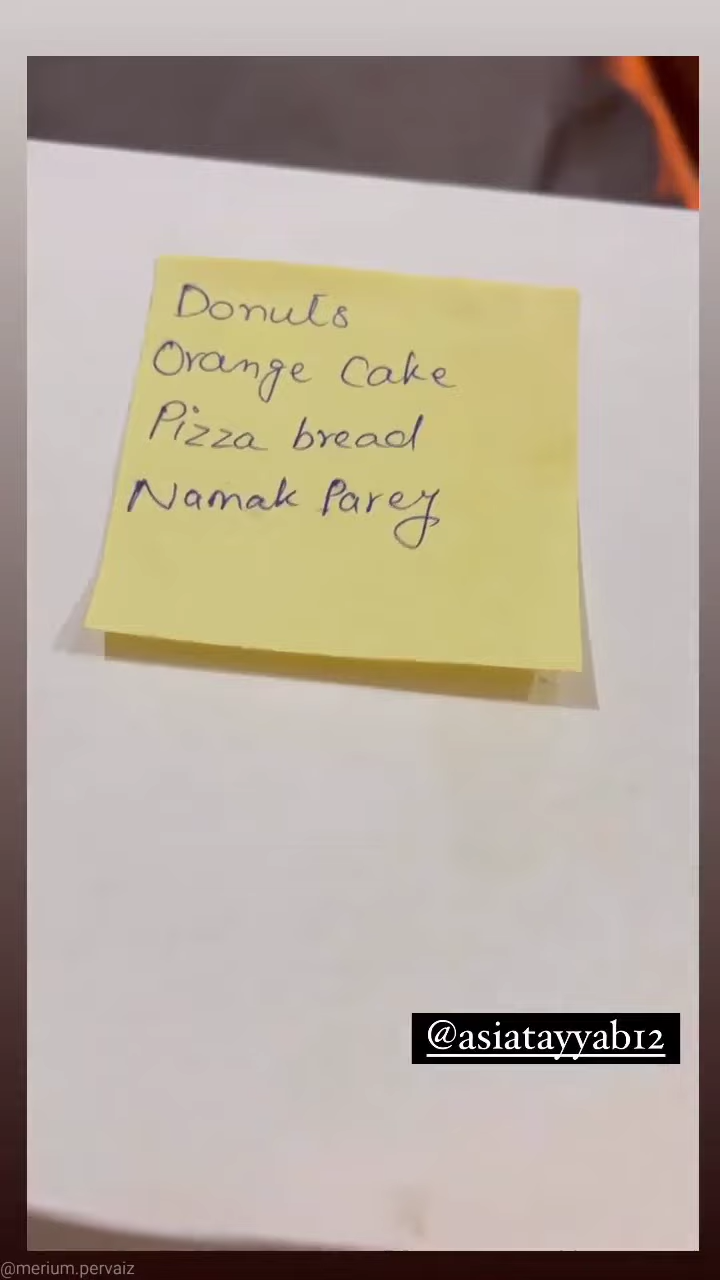 Donuts
Orange Cake
Pizza bread
Namak Parey
@asiatayyab12
@merium.pervaiz